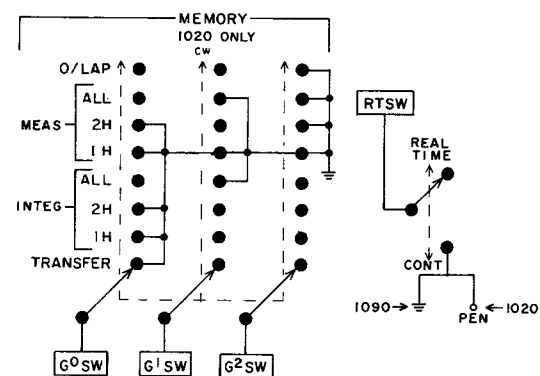 MEMORY
1020 ONLY
CW
O/LAP
ALL
MEAS
2H
1H
ALL
INTEG
2H
1H
TRANSFER
RTSW
REAL
TIME
CONT
1090
1020
PEN
G⁰SW
G¹SW
G²SW